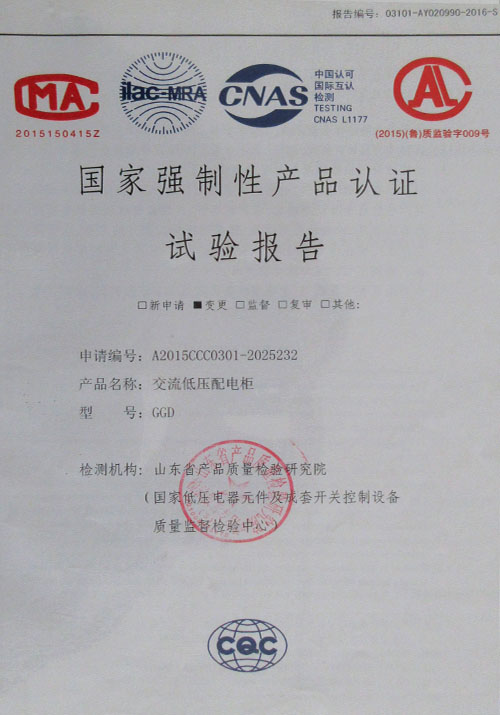 报告编号: 03101-AY020990-2016-S
MA
2015150415Z
ilac-MRA
CNAS
中国认可
国际互认
检测
TESTING
CNAS L1177
AL
(2015)(鲁)质监验字009号
国家强制性产品认证
试验报告
□新申请 ■变更 □监督 □复审 □其他:
申请编号: A2015CCC0301-2025232
产品名称: 交流低压配电柜
型 号: GGD
检测机构: 山东省产品质量检验研究院
(国家低压电器元件及成套开关控制设备
质量监督检验中心)
CQC